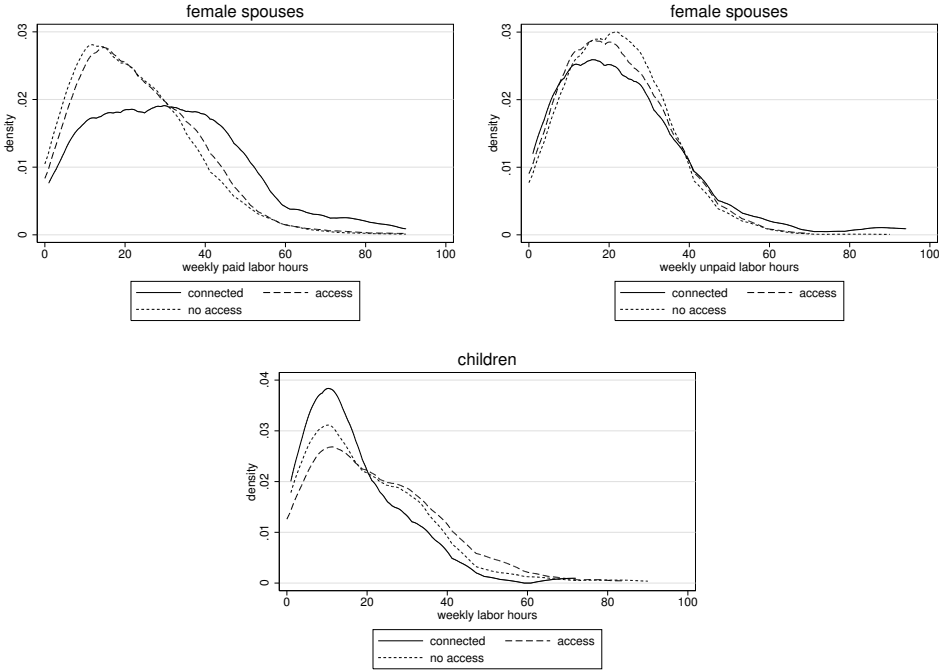 female spouses
.03
.02
.01
0
density
0 20 40 60 80 100
weekly paid labor hours
connected access
no access
female spouses
.03
.02
.01
0
density
0 20 40 60 80 100
weekly unpaid labor hours
connected access
no access
children
.04
.03
.02
.01
0
density
0 20 40 60 80 100
weekly labor hours
connected access
no access